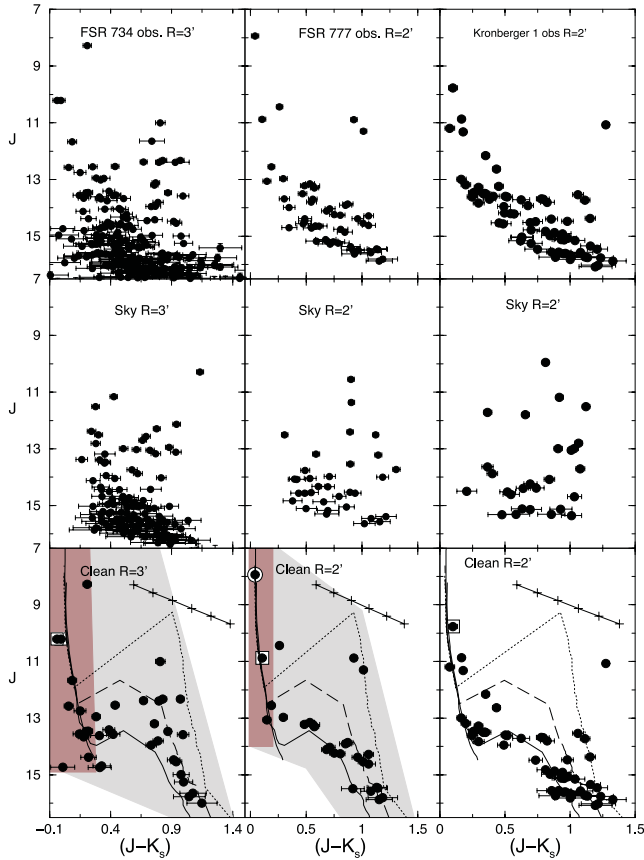 FSR 734 obs. R=3'
FSR 777 obs. R=2'
Kronberger 1 obs R=2'
7
9
11
13
15
7
J
Sky R=3'
Sky R=2'
Sky R=2'
9
11
13
15
7
J
Clean R=3'
Clean R=2'
Clean R=2'
9
11
13
15
J
−0.1 0.4 0.9 1.4
0 0.5 1 1.5
0 0.5 1 1.5
(J−Ks)
(J−Ks)
(J−Ks)